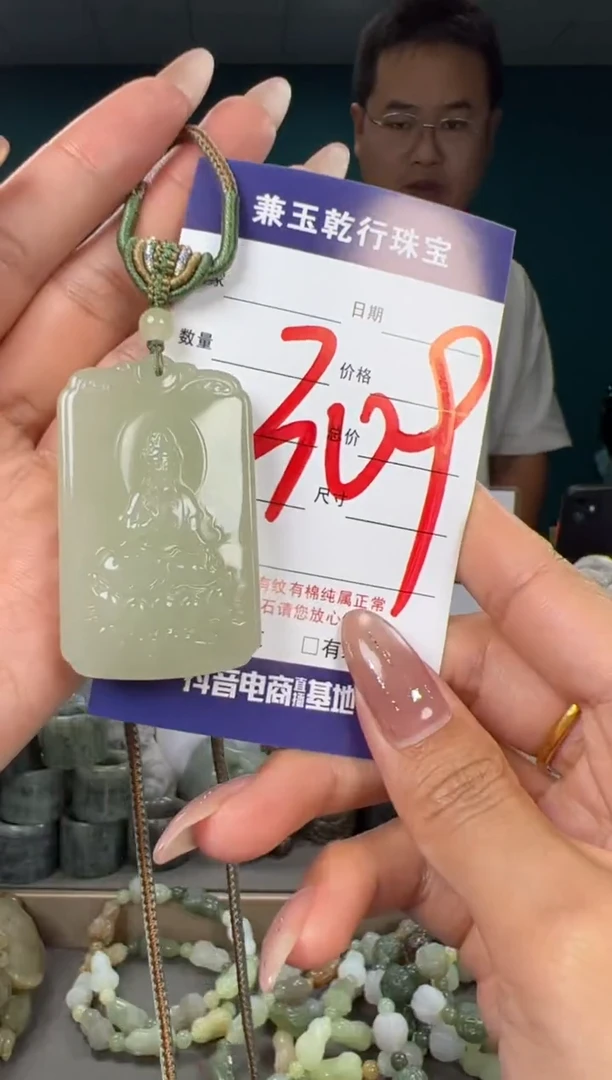 兼玉乾行珠宝
日期
数量
价格
总价
尺寸
309
有纹有棉纯属正常
石请您放心
□有
抖音电商直播基地